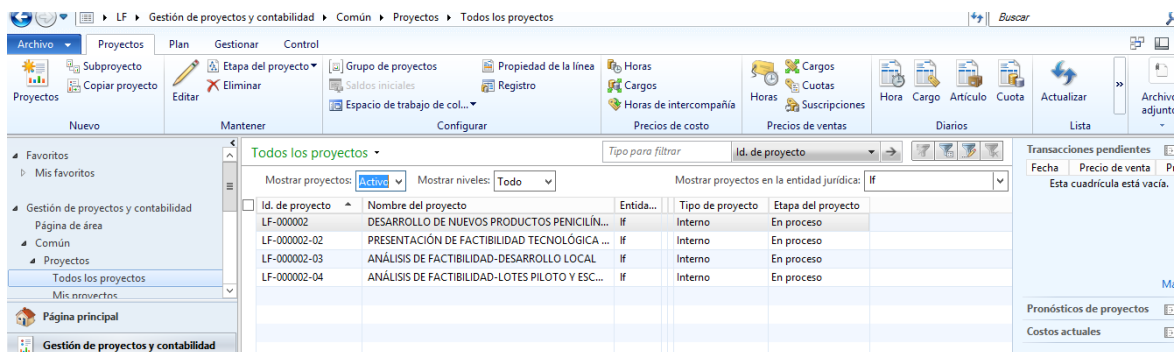 LF ▸ Gestión de proyectos y contabilidad ▸ Común ▸ Proyectos ▸ Todos los proyectos
Buscar
Archivo Proyectos Plan Gestionar Control
Subproyecto Etapa del proyecto Grupo de proyectos Propiedad de la línea Horas Cargos
Copiar proyecto Eliminar Saldos iniciales Registro Cargos Cuotas
Proyectos Editar Espacio de trabajo de col... Horas de intercompañía Horas Suscripciones Hora Cargo Artículo Cuota Actualizar
Nuevo Mantener Configurar Precios de costo Precios de ventas Diarios Lista
Favoritos
Mis favoritos
Gestión de proyectos y contabilidad
Página de área
Común
Proyectos
Todos los proyectos
Mis proyectos
Página principal
Gestión de proyectos y contabilidad
Todos los proyectos Tipo para filtrar Id. de proyecto
Mostrar proyectos: Activo Mostrar niveles: Todo Mostrar proyectos en la entidad jurídica: lf
Id. de proyecto Nombre del proyecto Entida... Tipo de proyecto Etapa del proyecto
LF-000002 DESARROLLO DE NUEVOS PRODUCTOS PENICILÍN... lf Interno En proceso
LF-000002-02 PRESENTACIÓN DE FACTIBILIDAD TECNOLÓGICA ... lf Interno En proceso
LF-000002-03 ANÁLISIS DE FACTIBILIDAD-DESARROLLO LOCAL lf Interno En proceso
LF-000002-04 ANÁLISIS DE FACTIBILIDAD-LOTES PILOTO Y ESC... lf Interno En proceso
Transacciones pendientes
Fecha Precio de venta
Esta cuadrícula está vacía.
Pronósticos de proyectos
Costos actuales